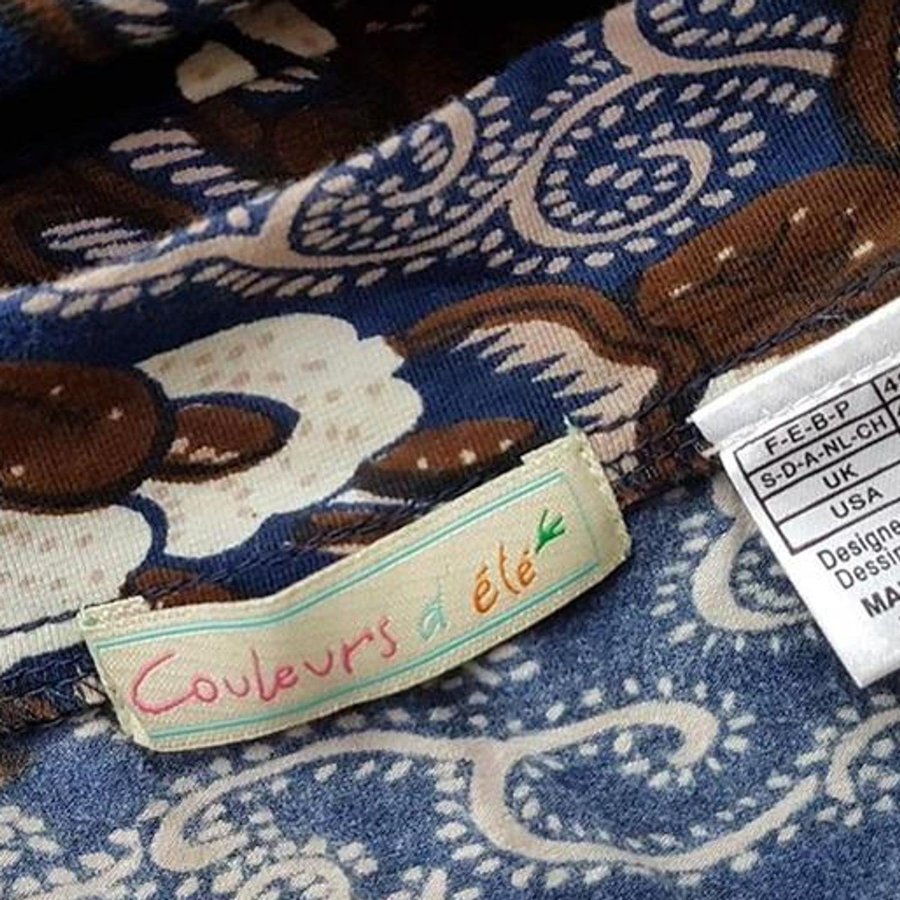 Couleurs d été
F-E-B-P
S-D-A-NL-CH
UK
USA
Designe
Dessin
MA